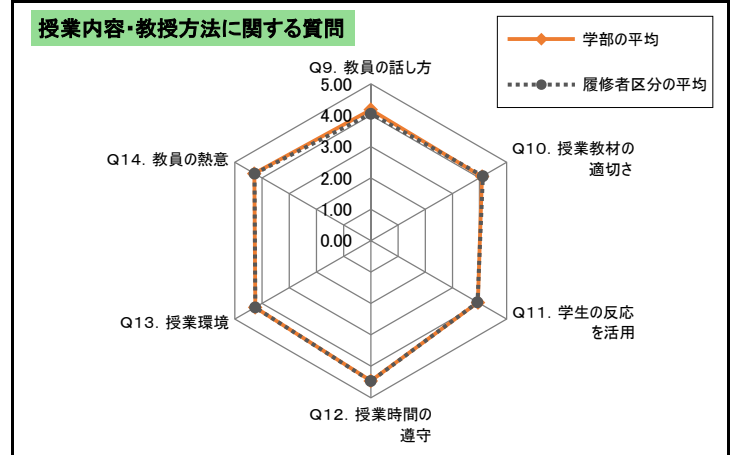 授業内容・教授方法に関する質問
学部の平均
履修者区分の平均
Q9. 教員の話し方
5.00
4.00
3.00
2.00
1.00
0.00
Q10. 授業教材の
適切さ
Q11. 学生の反応
を活用
Q12. 授業時間の
遵守
Q13. 授業環境
Q14. 教員の熱意